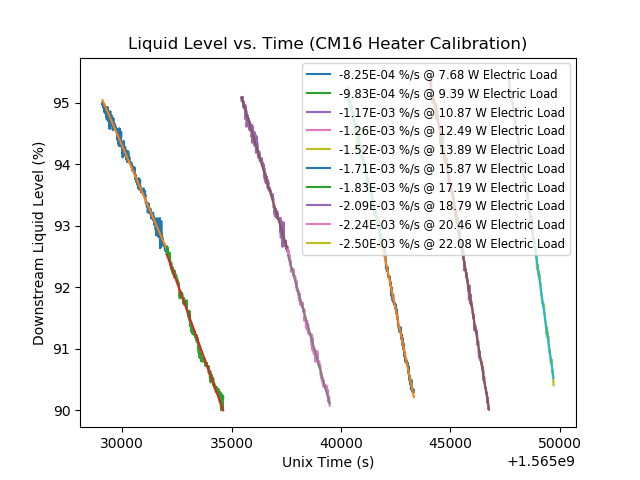 Liquid Level vs. Time (CM16 Heater Calibration)
-8.25E-04 %/s @ 7.68 W Electric Load
-9.83E-04 %/s @ 9.39 W Electric Load
-1.17E-03 %/s @ 10.87 W Electric Load
-1.26E-03 %/s @ 12.49 W Electric Load
-1.52E-03 %/s @ 13.89 W Electric Load
-1.71E-03 %/s @ 15.87 W Electric Load
-1.83E-03 %/s @ 17.19 W Electric Load
-2.09E-03 %/s @ 18.79 W Electric Load
-2.24E-03 %/s @ 20.46 W Electric Load
-2.50E-03 %/s @ 22.08 W Electric Load
95
94
93
92
91
90
Downstream Liquid Level (%)
30000 35000 40000 45000 50000
Unix Time (s)
+1.565e9